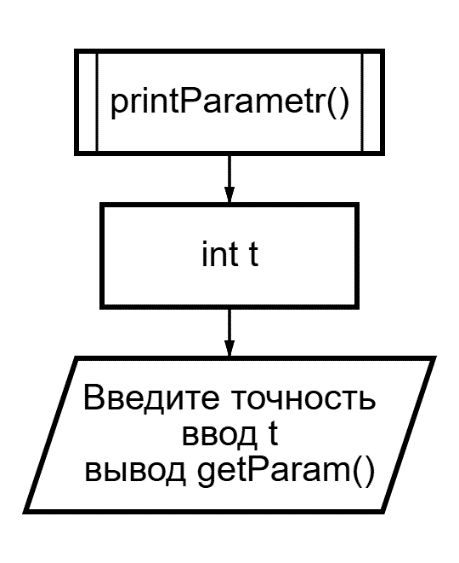 printParametr()
int t
Введите точность
ввод t
вывод getParam()